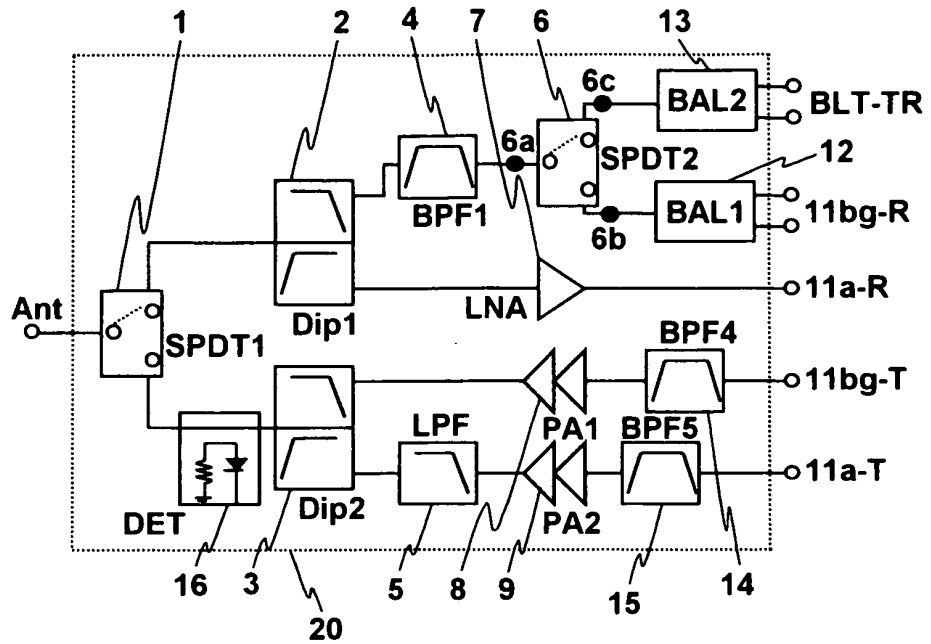 1 2 4 7 6 13
6c
BAL2
BLT-TR
6a
SPDT2
12
BPF1
BAL1
11bg-R
6b
LNA
11a-R
Ant
SPDT1
Dip1
BPF4
11bg-T
LPF
PA1
BPF5
11a-T
DET
Dip2
PA2
16 3 5 8 9 15 14
20